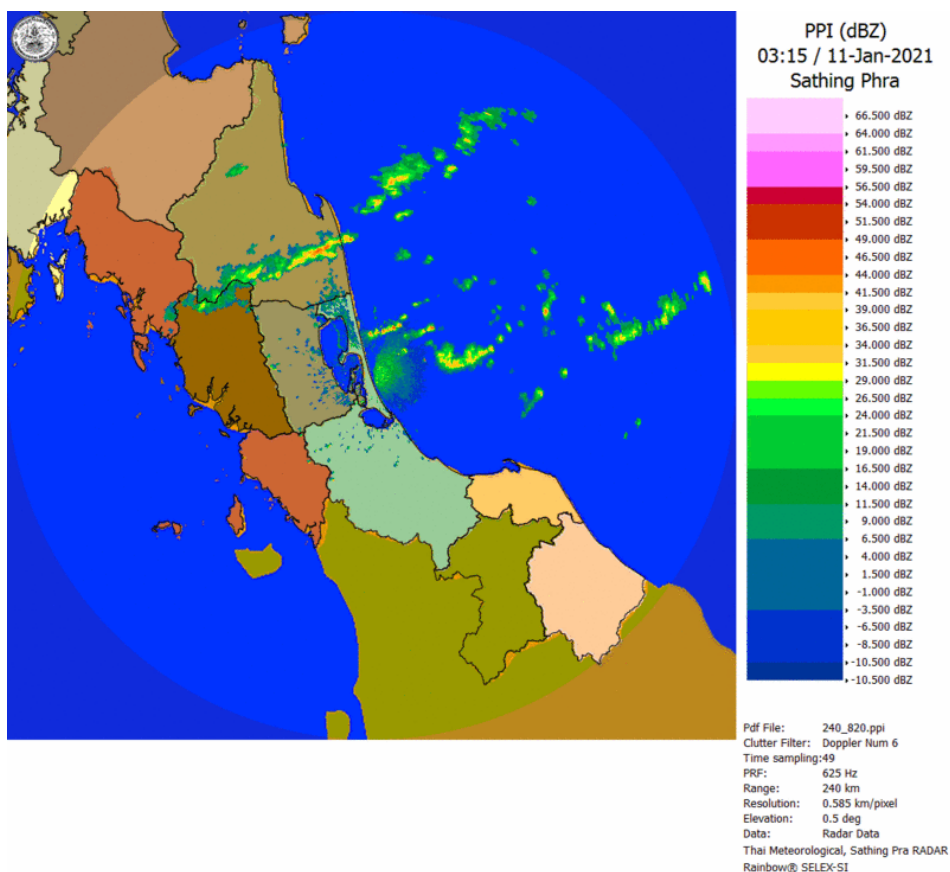 PPI (dBZ)
03:15 / 11-Jan-2021
Sathing Phra
66.500 dBZ
64.000 dBZ
61.500 dBZ
59.500 dBZ
56.500 dBZ
54.000 dBZ
51.500 dBZ
49.000 dBZ
46.500 dBZ
44.000 dBZ
41.500 dBZ
39.000 dBZ
36.500 dBZ
34.000 dBZ
31.500 dBZ
29.000 dBZ
26.500 dBZ
24.000 dBZ
21.500 dBZ
19.000 dBZ
16.500 dBZ
14.000 dBZ
11.500 dBZ
9.000 dBZ
6.500 dBZ
4.000 dBZ
1.500 dBZ
-1.000 dBZ
-3.500 dBZ
-6.500 dBZ
-8.500 dBZ
-10.500 dBZ
-10.500 dBZ
Pdf File: 240_820.ppi
Clutter Filter: Doppler Num 6
Time sampling:49
PRF: 625 Hz
Range: 240 km
Resolution: 0.585 km/pixel
Elevation: 0.5 deg
Data: Radar Data
Thai Meteorological, Sathing Pra RADAR
Rainbow® SELEX-SI